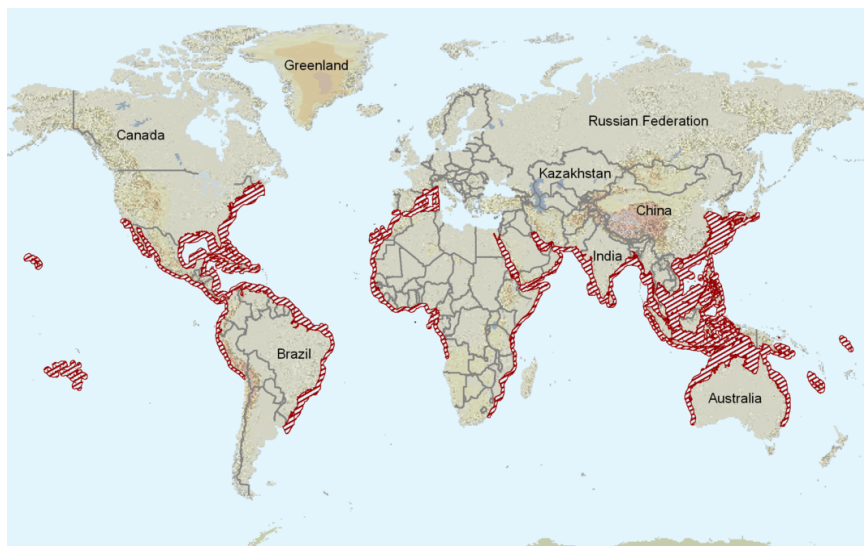 Greenland
Canada
Russian Federation
Kazakhstan
China
India
Brazil
Australia